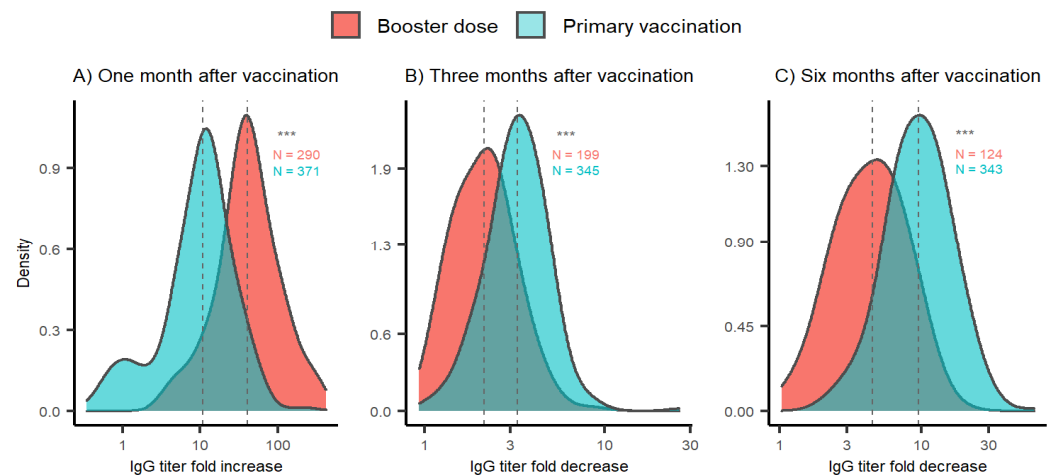 Booster dose Primary vaccination
A) One month after vaccination
B) Three months after vaccination
C) Six months after vaccination
Density
0.9
0.6
0.3
0.0
***
N = 290
N = 371
1 10 100
IgG titer fold increase
1.9
1.3
0.6
0.0
***
N = 199
N = 345
1 3 10 30
IgG titer fold decrease
1.30
0.90
0.45
0.00
***
N = 124
N = 343
1 3 10 30
IgG titer fold decrease